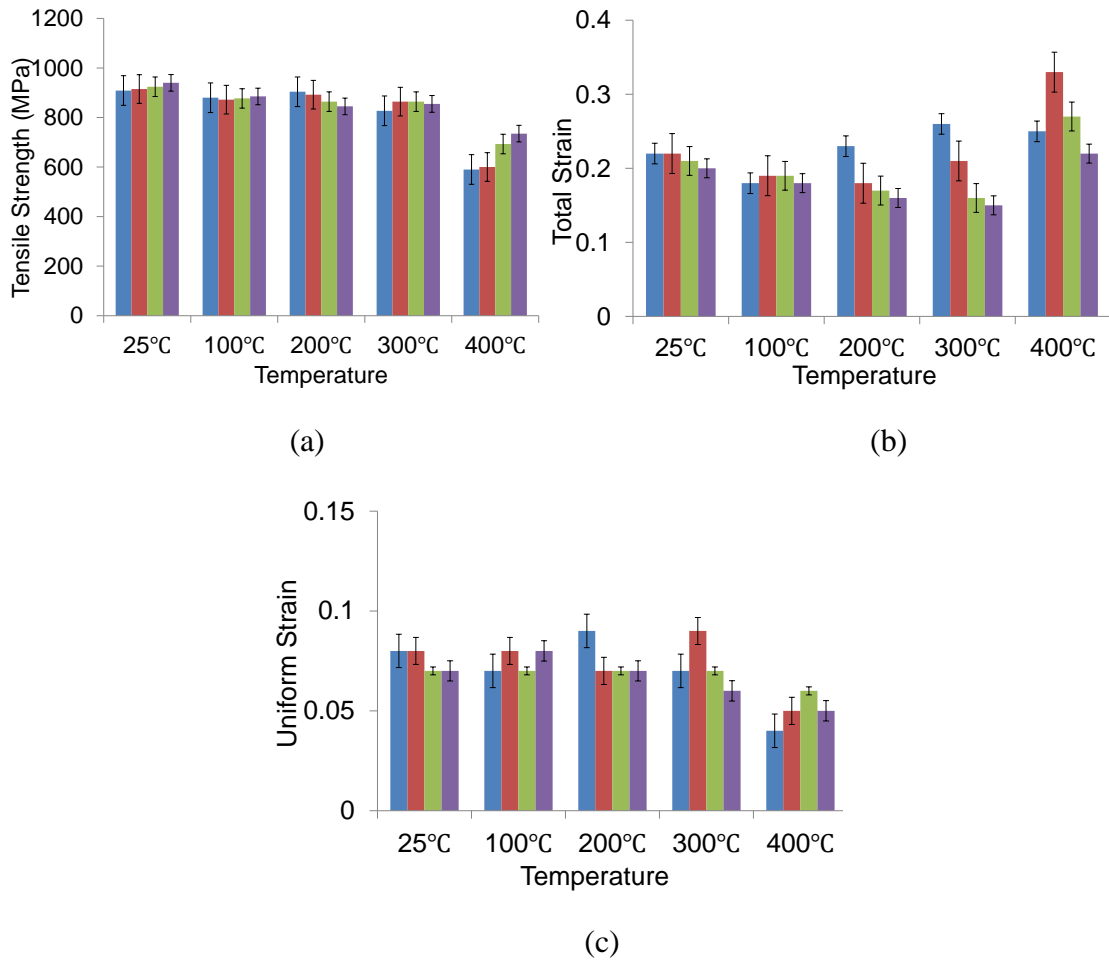 1200
1000
800
600
400
200
0
Tensile Strength (MPa)
25℃ 100℃ 200℃ 300℃ 400℃
Temperature
(a)
0.4
0.3
0.2
0.1
0
Total Strain
25℃ 100℃ 200℃ 300℃ 400℃
Temperature
(b)
0.15
0.1
0.05
0
Uniform Strain
25℃ 100℃ 200℃ 300℃ 400℃
Temperature
(c)